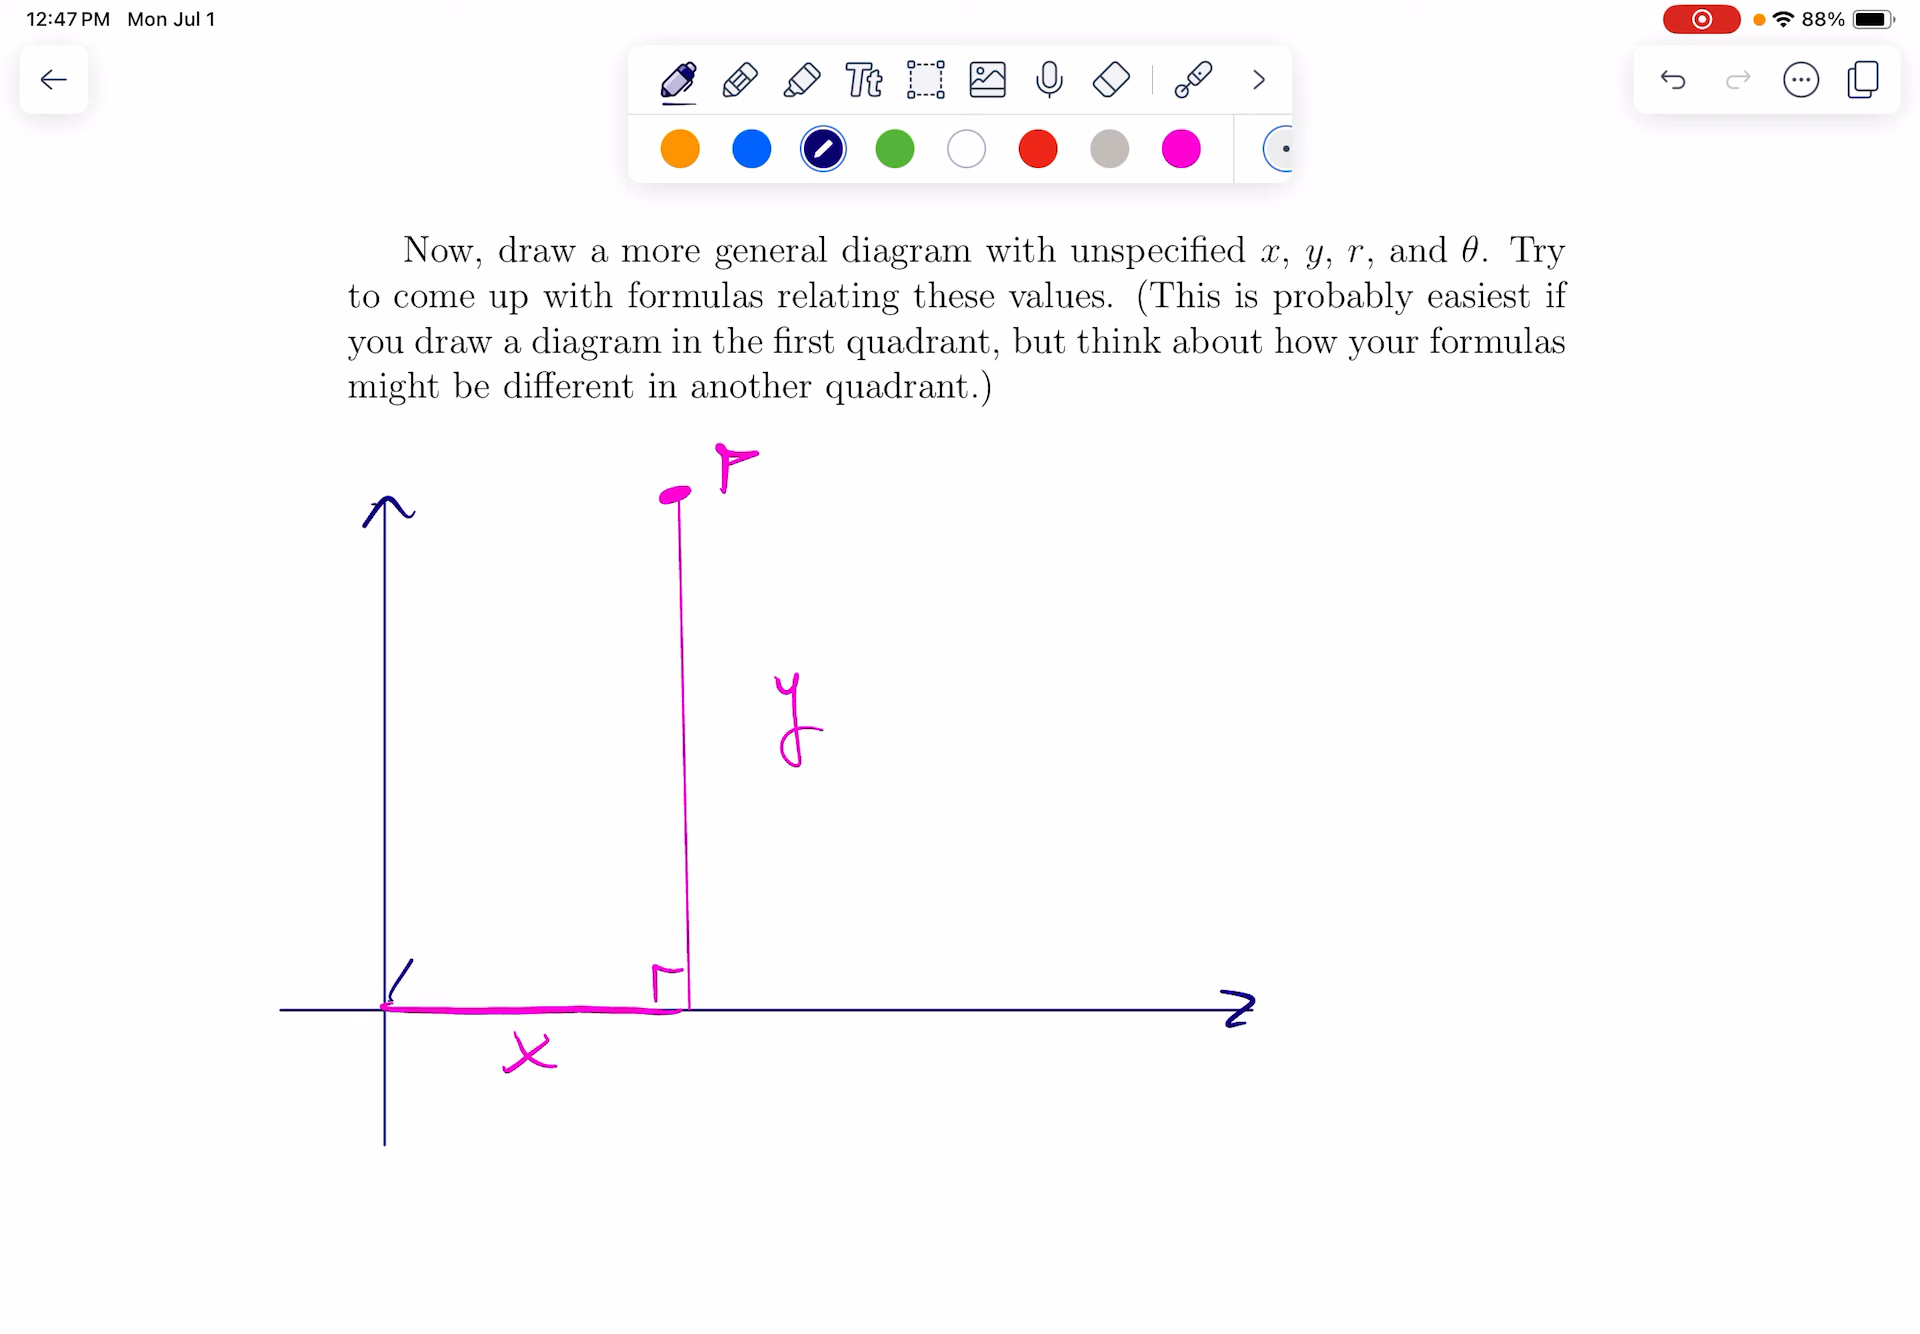 12:47 PM Mon Jul 1
88%
Tt
Now, draw a more general diagram with unspecified x, y, r, and θ. Try
to come up with formulas relating these values. (This is probably easiest if
you draw a diagram in the first quadrant, but think about how your formulas
might be different in another quadrant.)
y
x